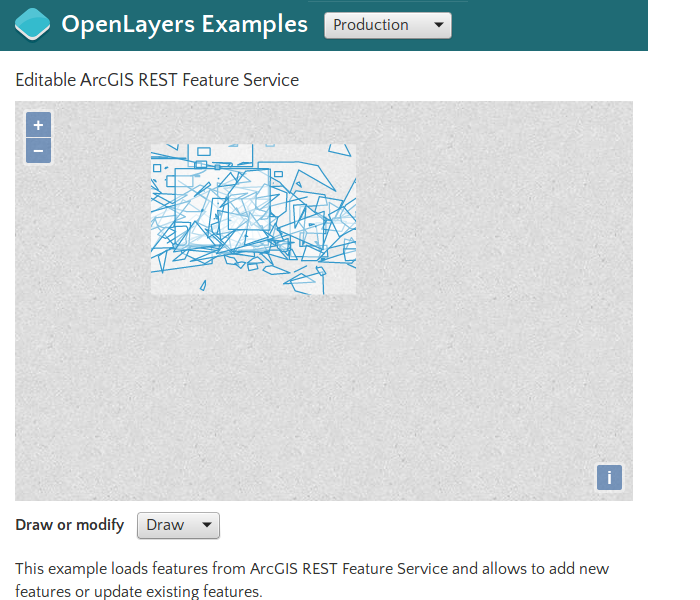 OpenLayers Examples Production
Editable ArcGIS REST Feature Service
+
−
i
Draw or modify Draw
This example loads features from ArcGIS REST Feature Service and allows to add new
features or update existing features.